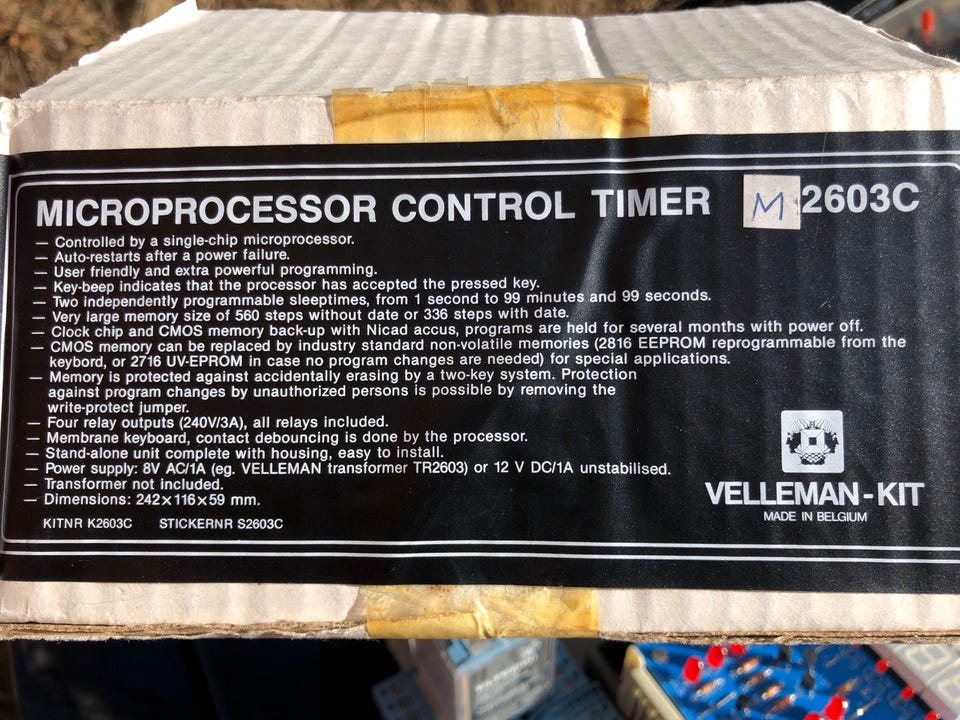 MICROPROCESSOR CONTROL TIMER M 2603C
— Controlled by a single-chip microprocessor.
— Auto-restarts after a power failure.
— User friendly and extra powerful programming.
— Key-beep indicates that the processor has accepted the pressed key.
— Two independently programmable sleeptimes, from 1 second to 99 minutes and 99 seconds.
— Very large memory size of 560 steps without date or 336 steps with date.
— Clock chip and CMOS memory back-up with Nicad accus, programs are held for several months with power off.
— CMOS memory can be replaced by industry standard non-volatile memories (2816 EEPROM reprogrammable from the
keybord, or 2716 UV-EPROM in case no program changes are needed) for special applications.
— Memory is protected against accidentally erasing by a two-key system. Protection
against program changes by unauthorized persons is possible by removing the
write-protect jumper.
— Four relay outputs (240V/3A), all relays included.
— Membrane keyboard, contact debouncing is done by the processor.
— Stand-alone unit complete with housing, easy to install.
— Power supply: 8V AC/1A (eg. VELLEMAN transformer TR2603) or 12 V DC/1A unstabilised.
— Transformer not included.
— Dimensions: 242×116×59 mm.
KITNR K2603C STICKERNR S2603C
VELLEMAN-KIT
MADE IN BELGIUM